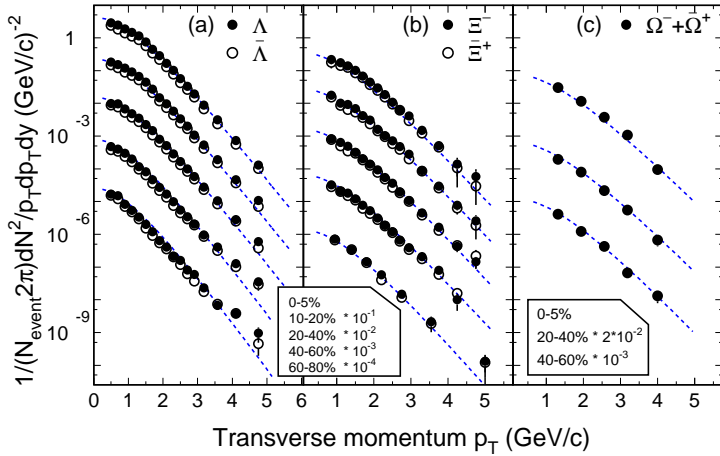 1/(N_event 2π)dN²/p_T dp_T dy (GeV/c)⁻²
1
10⁻³
10⁻⁶
10⁻⁹
(a)
Λ
Λ̄
(b)
Ξ⁻
Ξ̄⁺
(c)
Ω⁻+Ω̄⁺
0-5%
10-20% * 10⁻¹
20-40% * 10⁻²
40-60% * 10⁻³
60-80% * 10⁻⁴
0-5%
20-40% * 2*10⁻²
40-60% * 10⁻³
0 1 2 3 4 5 6 1 2 3 4 5 1 2 3 4 5
Transverse momentum p_T (GeV/c)